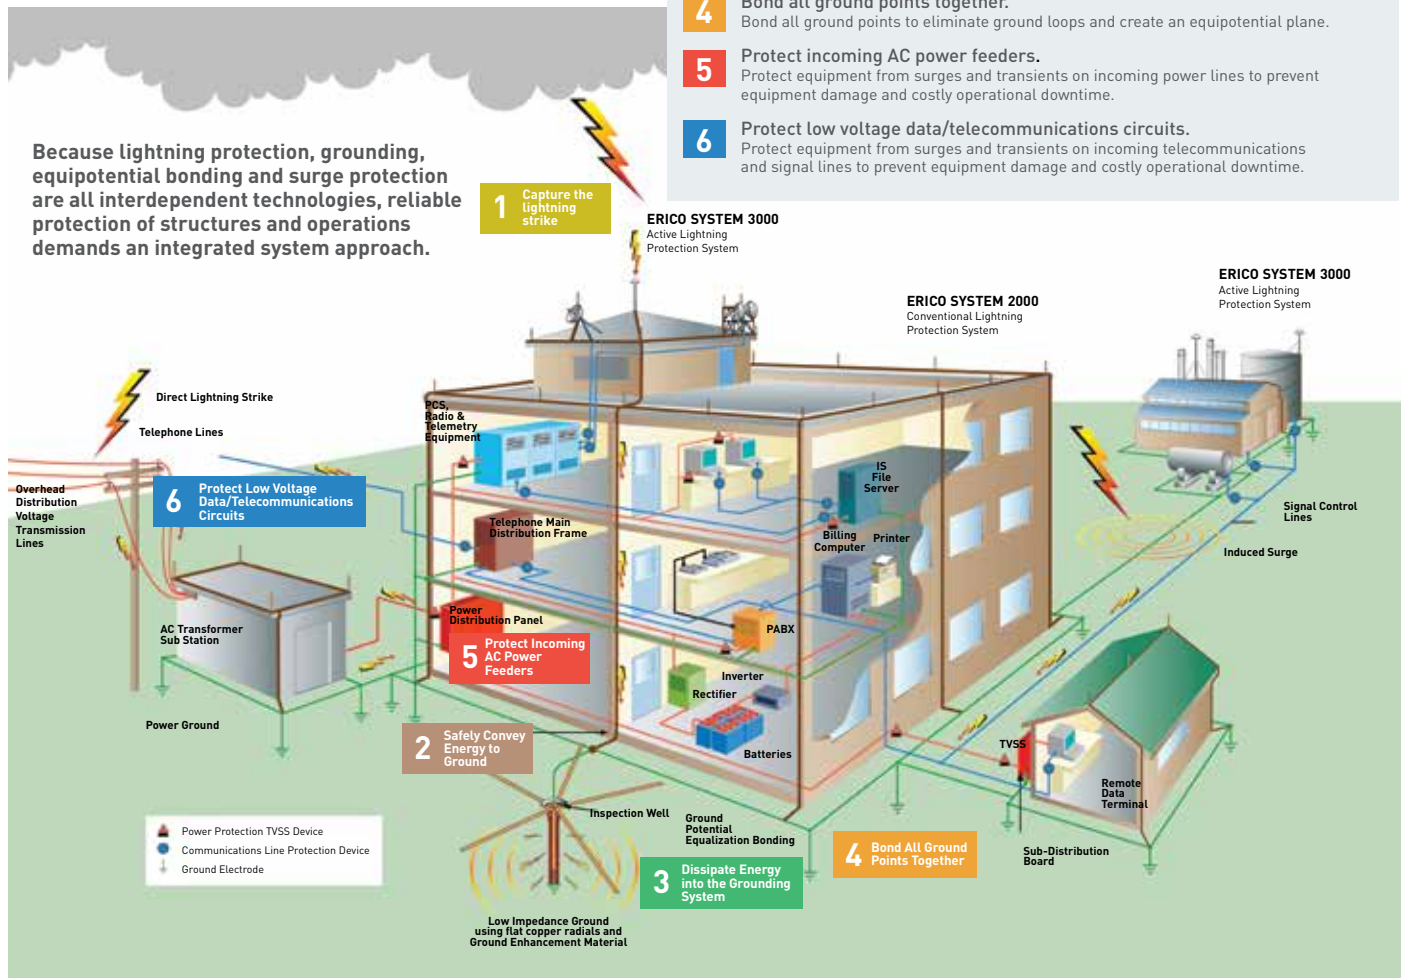 4
Bond all ground points together.
Bond all ground points to eliminate ground loops and create an equipotential plane.
5
Protect incoming AC power feeders.
Protect equipment from surges and transients on incoming power lines to prevent
equipment damage and costly operational downtime.
6
Protect low voltage data/telecommunications circuits.
Protect equipment from surges and transients on incoming telecommunications
and signal lines to prevent equipment damage and costly operational downtime.
Because lightning protection, grounding,
equipotential bonding and surge protection
are all interdependent technologies, reliable
protection of structures and operations
demands an integrated system approach.
1
Capture the
lightning
strike
ERICO SYSTEM 3000
Active Lightning
Protection System
ERICO SYSTEM 2000
Conventional Lightning
Protection System
ERICO SYSTEM 3000
Active Lightning
Protection System
Direct Lightning Strike
Telephone Lines
Overhead
Distribution
Voltage
Transmission
Lines
6
Protect Low Voltage
Data/Telecommunications
Circuits
PCS,
Radio &
Telemetry
Equipment
Telephone Main
Distribution Frame
IS
File
Server
Billing
Computer
Printer
Signal Control
Lines
Induced Surge
AC Transformer
Sub Station
Power
Distribution Panel
5
Protect Incoming
AC Power
Feeders
PABX
Inverter
Rectifier
Batteries
Power Ground
2
Safely Convey
Energy to
Ground
TVSS
Remote
Data
Terminal
Inspection Well
Ground
Potential
Equalization Bonding
4
Bond All Ground
Points Together
Sub-Distribution
Board
3
Dissipate Energy
into the Grounding
System
Power Protection TVSS Device
Communications Line Protection Device
Ground Electrode
Low Impedance Ground
using flat copper radials and
Ground Enhancement Material